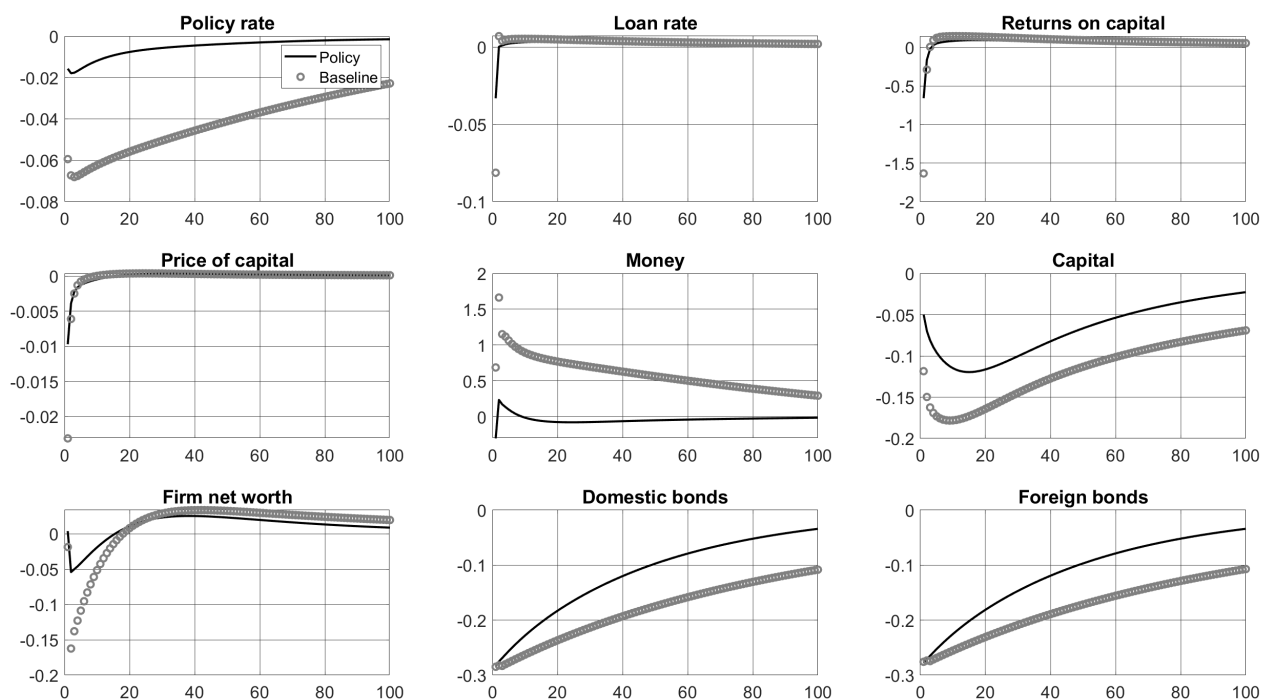 Policy rate
0
-0.02
-0.04
-0.06
-0.08
0 20 40 60 80 100
Policy
Baseline
Loan rate
0
-0.05
-0.1
0 20 40 60 80 100
Returns on capital
0
-0.5
-1
-1.5
-2
0 20 40 60 80 100
Price of capital
0
-0.005
-0.01
-0.015
-0.02
0 20 40 60 80 100
Money
2
1.5
1
0.5
0
0 20 40 60 80 100
Capital
0
-0.05
-0.1
-0.15
-0.2
0 20 40 60 80 100
Firm net worth
0
-0.05
-0.1
-0.15
-0.2
0 20 40 60 80 100
Domestic bonds
0
-0.1
-0.2
-0.3
0 20 40 60 80 100
Foreign bonds
0
-0.1
-0.2
-0.3
0 20 40 60 80 100